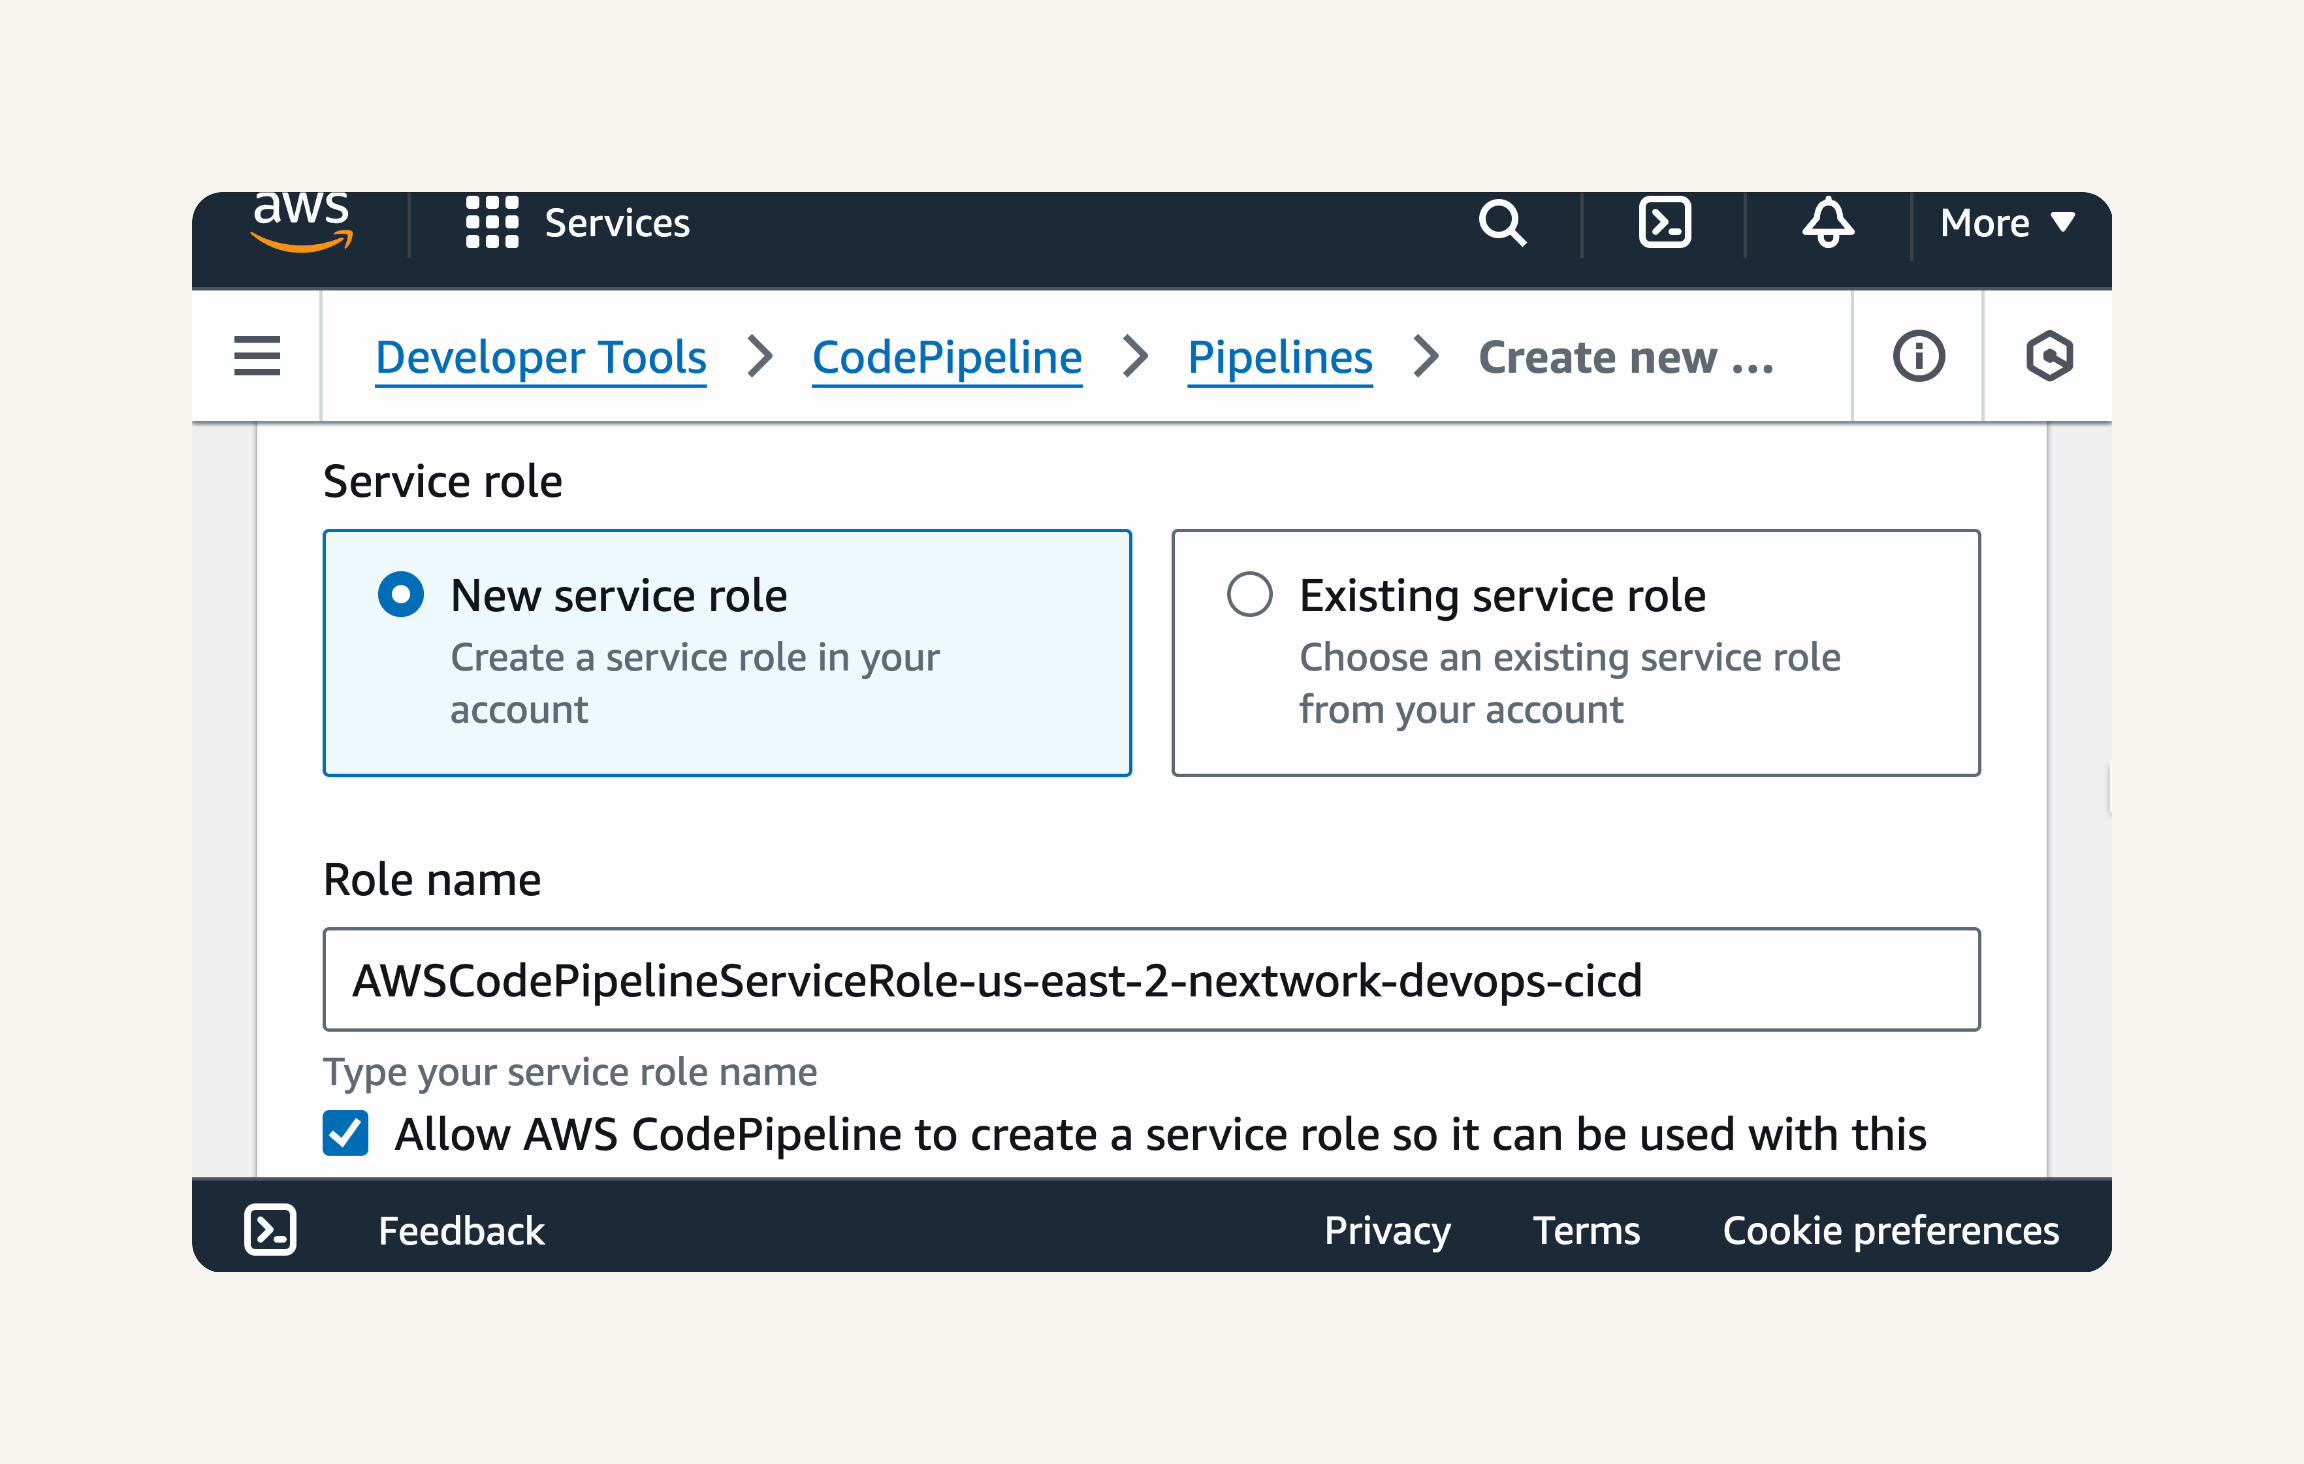 aws
Services
More
Developer Tools > CodePipeline > Pipelines > Create new ...
Service role
New service role
Create a service role in your
account
Existing service role
Choose an existing service role
from your account
Role name
AWSCodePipelineServiceRole-us-east-2-nextwork-devops-cicd
Type your service role name
Allow AWS CodePipeline to create a service role so it can be used with this
Feedback
Privacy
Terms
Cookie preferences